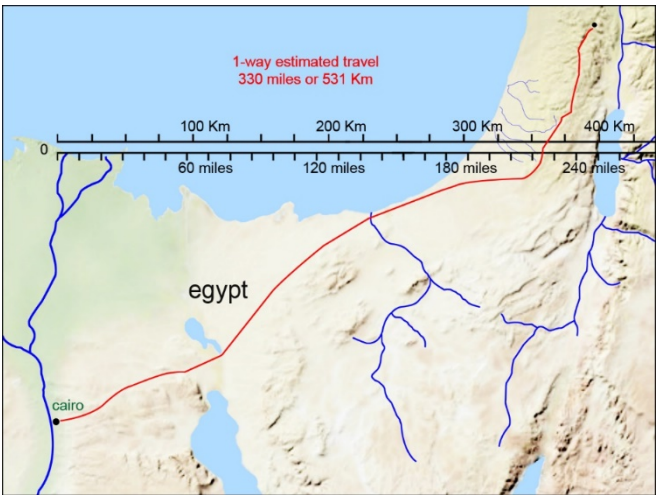 1-way estimated travel
330 miles or 531 Km
100 Km 200 Km 300 Km 400 Km
0
60 miles 120 miles 180 miles 240 miles
egypt
cairo